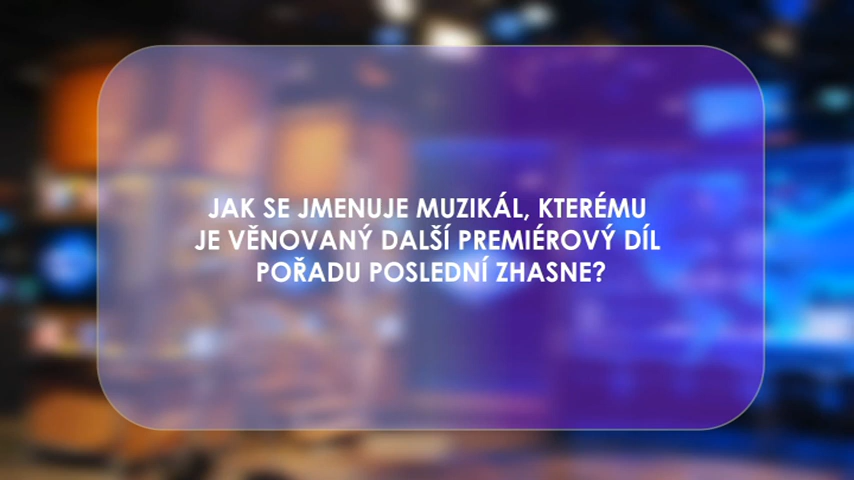 JAK SE JMENUJE MUZIKÁL, KTERÉMU
JE VĚNOVANÝ DALŠÍ PREMIÉROVÝ DÍL
POŘADU POSLEDNÍ ZHASNE?